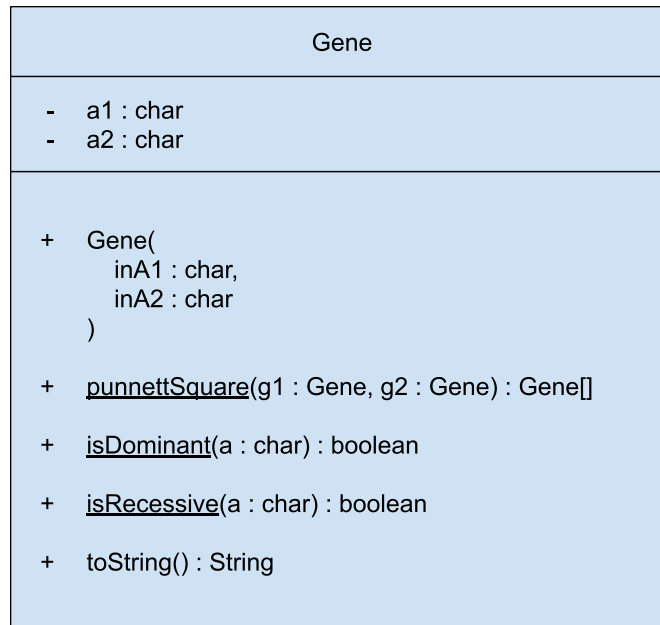 Gene
- a1 : char
- a2 : char
+ Gene(
inA1 : char,
inA2 : char
)
+ punnettSquare(g1 : Gene, g2 : Gene) : Gene[]
+ isDominant(a : char) : boolean
+ isRecessive(a : char) : boolean
+ toString() : String